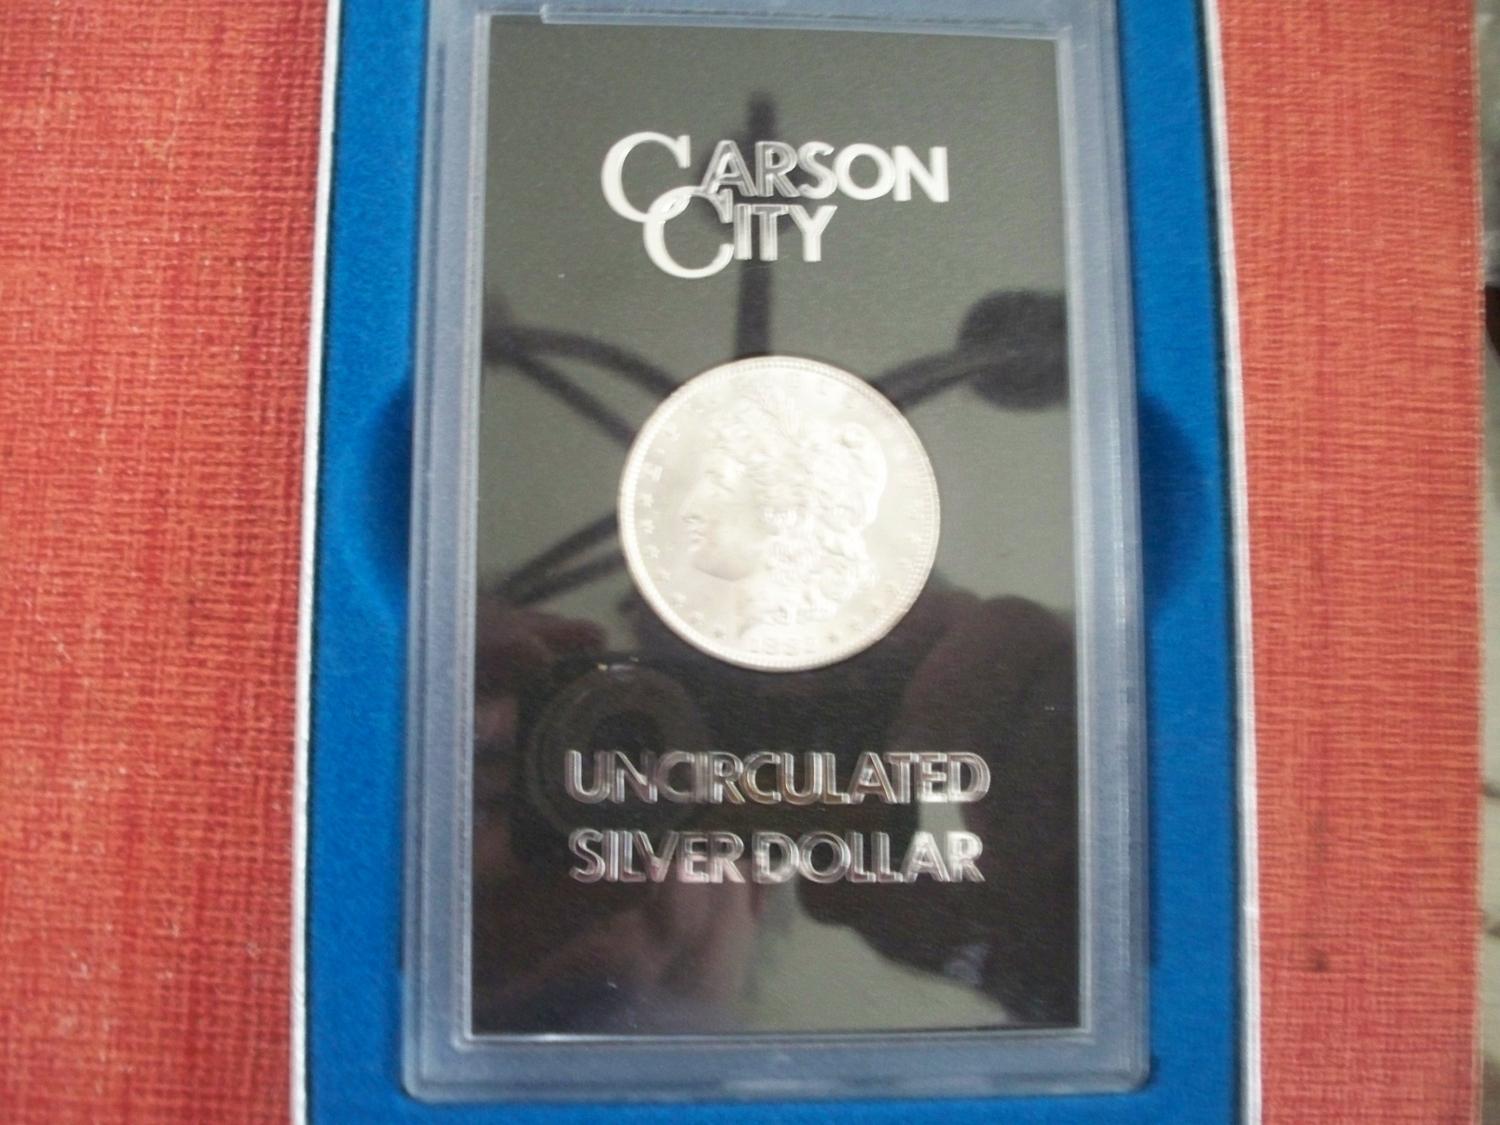 CARSON
CITY
UNCIRCULATED
SILVER DOLLAR